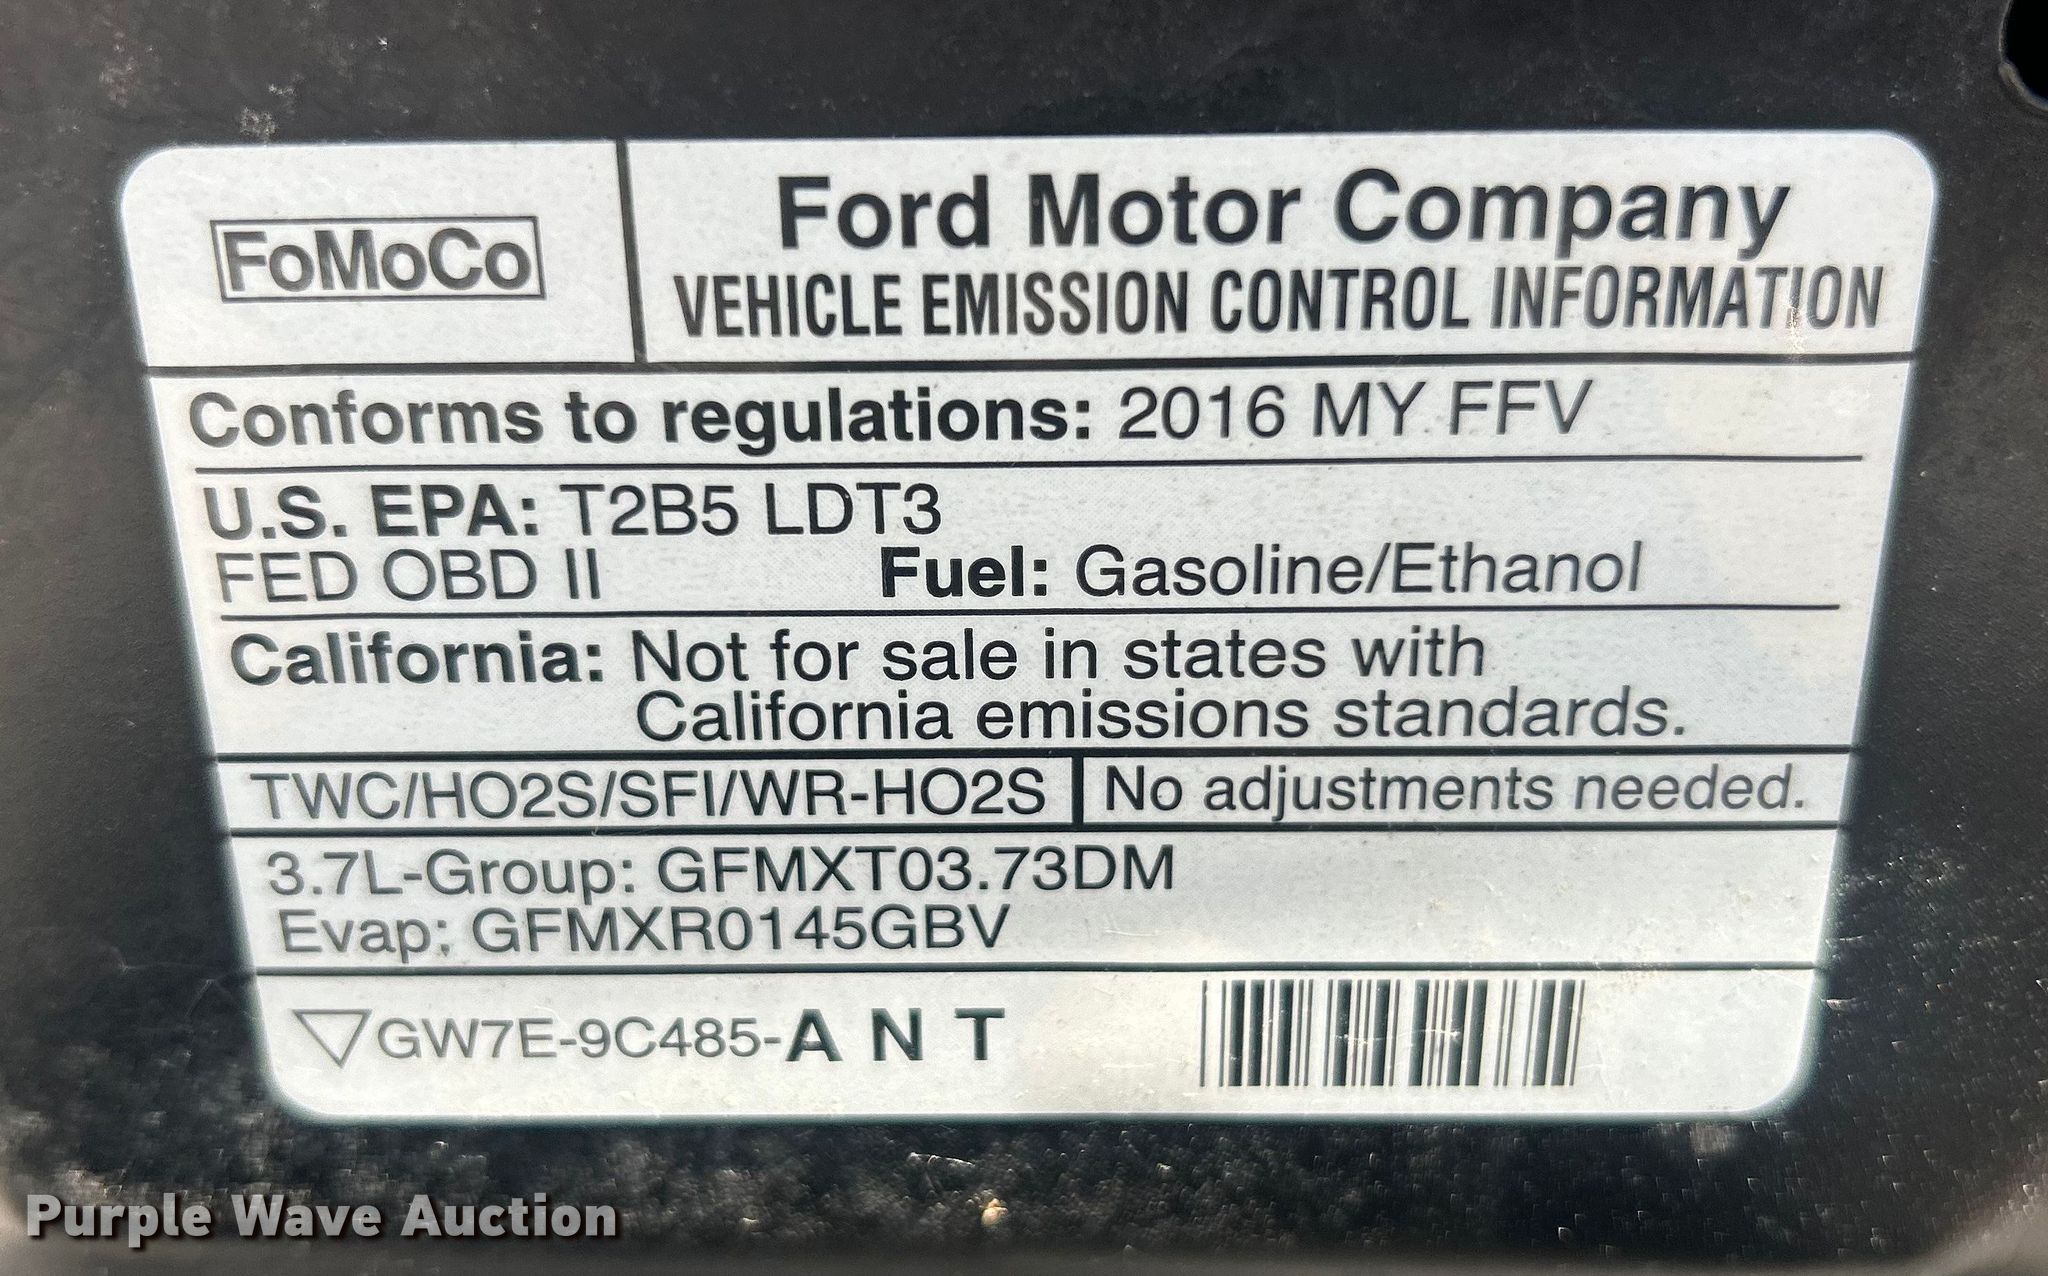 FoMoCo
Ford Motor Company
VEHICLE EMISSION CONTROL INFORMATION
Conforms to regulations: 2016 MY FFV
U.S. EPA: T2B5 LDT3
FED OBD II Fuel: Gasoline/Ethanol
California: Not for sale in states with
California emissions standards.
TWC/HO2S/SFI/WR-HO2S No adjustments needed.
3.7L-Group: GFMXT03.73DM
Evap: GFMXR0145GBV
GW7E-9C485-A N T
Purple Wave Auction